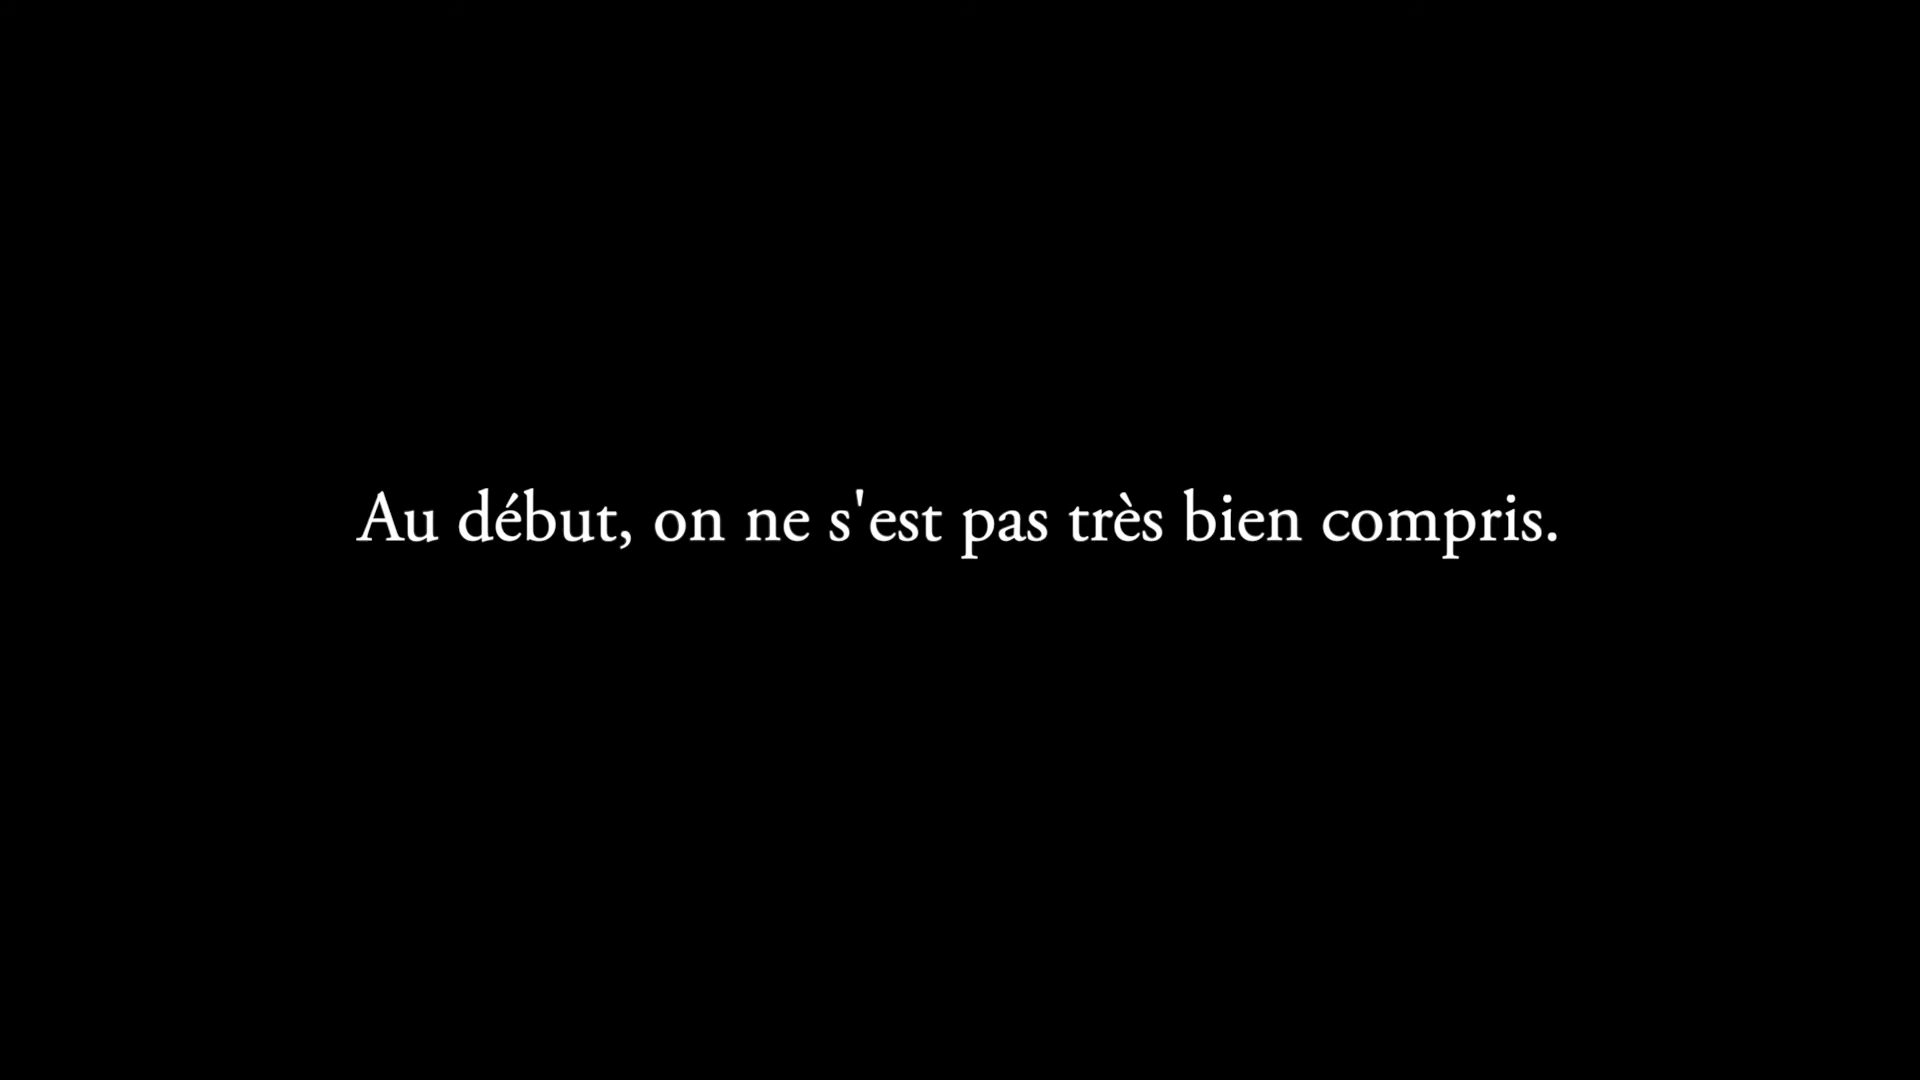 Au début, on ne s'est pas très bien compris.